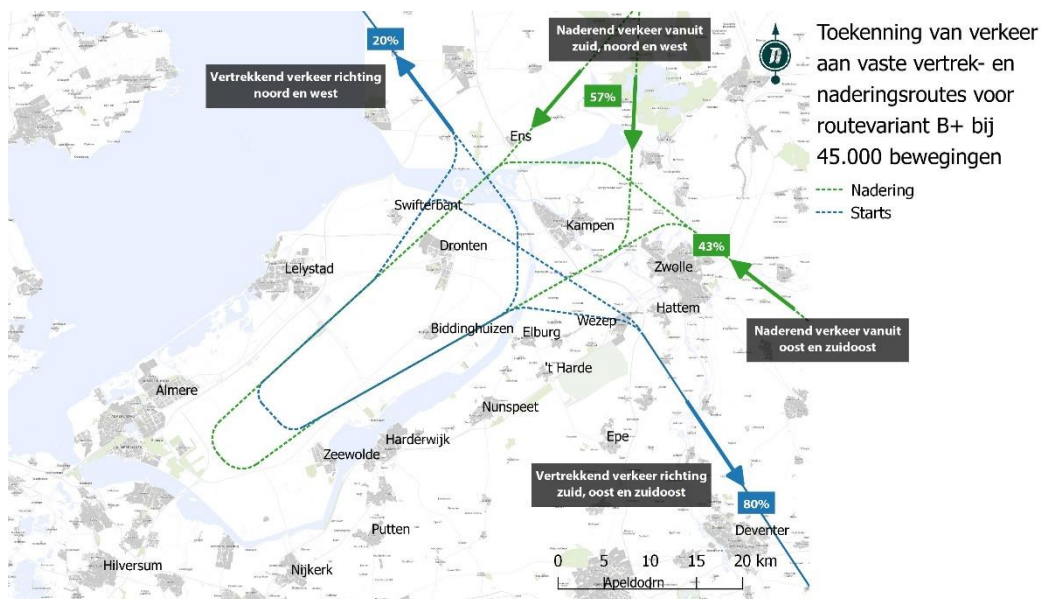 Toekenning van verkeer
aan vaste vertrek- en
naderingsroutes voor
routevariant B+ bij
45.000 bewegingen
Nadering
Starts
20%
Vertrekkend verkeer richting
noord en west
Naderend verkeer vanuit
zuid, noord en west
57%
Ens
Swifterbant
Kampen
Dronten
43%
Lelystad
Zwolle
Hattem
Naderend verkeer vanuit
oost en zuidoost
Biddinghuizen
Elburg
Wezep
't Harde
Almere
Nunspeet
Epe
Harderwijk
Zeewolde
Vertrekkend verkeer richting
zuid, oost en zuidoost
80%
Deventer
Putten
Hilversum
Nijkerk
0 5 10 15 20 km
Apeldorn